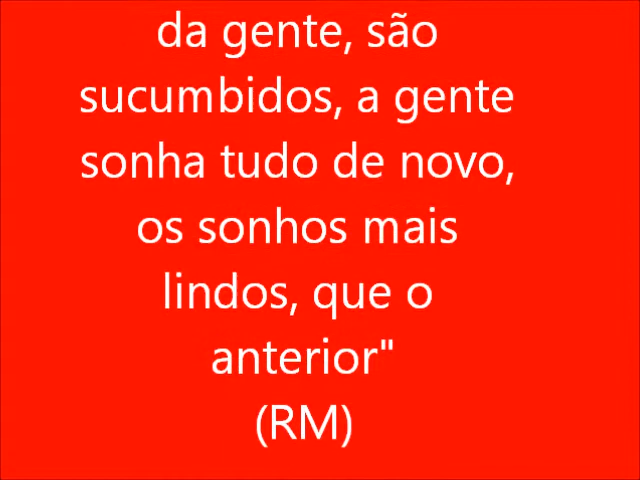 da gente, são
sucumbidos, a gente
sonha tudo de novo,
os sonhos mais
lindos, que o
anterior"
(RM)